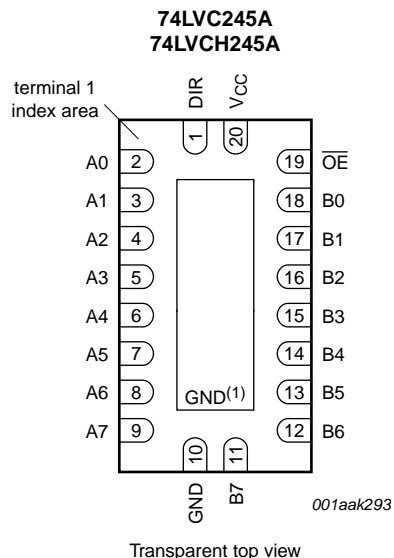 74LVC245A
74LVCH245A
terminal 1
index area
DIR
VCC
1
20
A0 2 19 OE
A1 3 18 B0
A2 4 17 B1
A3 5 16 B2
A4 6 15 B3
A5 7 14 B4
A6 8 GND(1) 13 B5
A7 9 12 B6
10
11
GND
B7
001aak293
Transparent top view